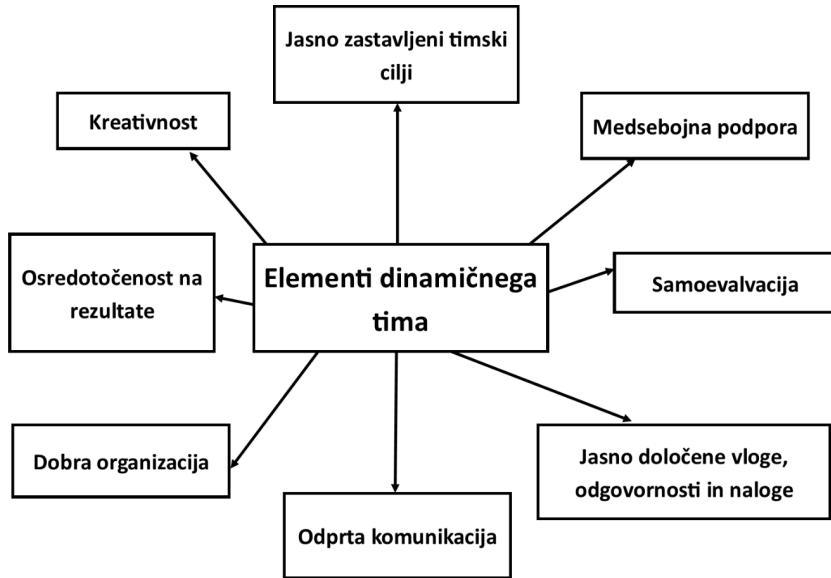 Jasno zastavljeni timski
cilji
Kreativnost
Medsebojna podpora
Osredotočenost na
rezultate
Elementi dinamičnega
tima
Samoevalvacija
Dobra organizacija
Jasno določene vloge,
odgovornosti in naloge
Odprta komunikacija